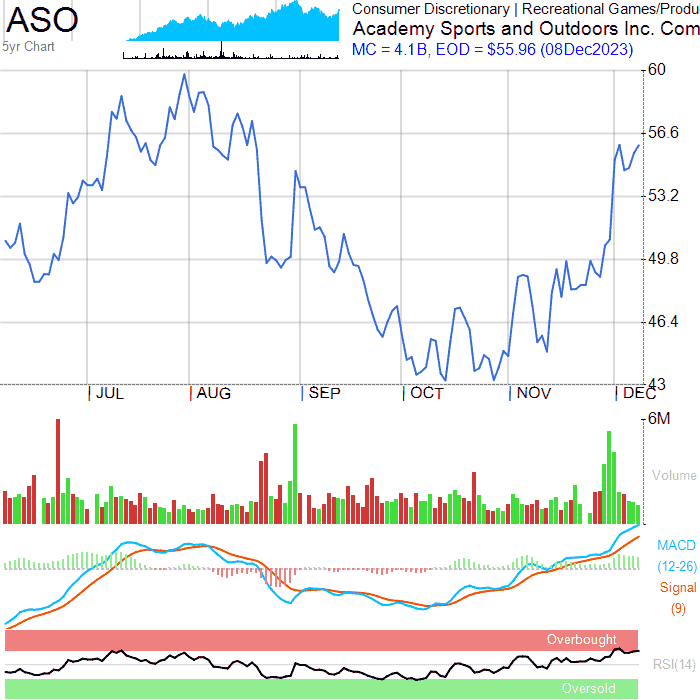 ASO
5yr Chart
Consumer Discretionary | Recreational Games/Produ
Academy Sports and Outdoors Inc. Com
MC = 4.1B, EOD = $55.96 (08Dec2023)
60
56.6
53.2
49.8
46.4
43
JUL AUG SEP OCT NOV DEC
6M
Volume
MACD
(12-26)
Signal
(9)
Overbought
RSI(14)
Oversold